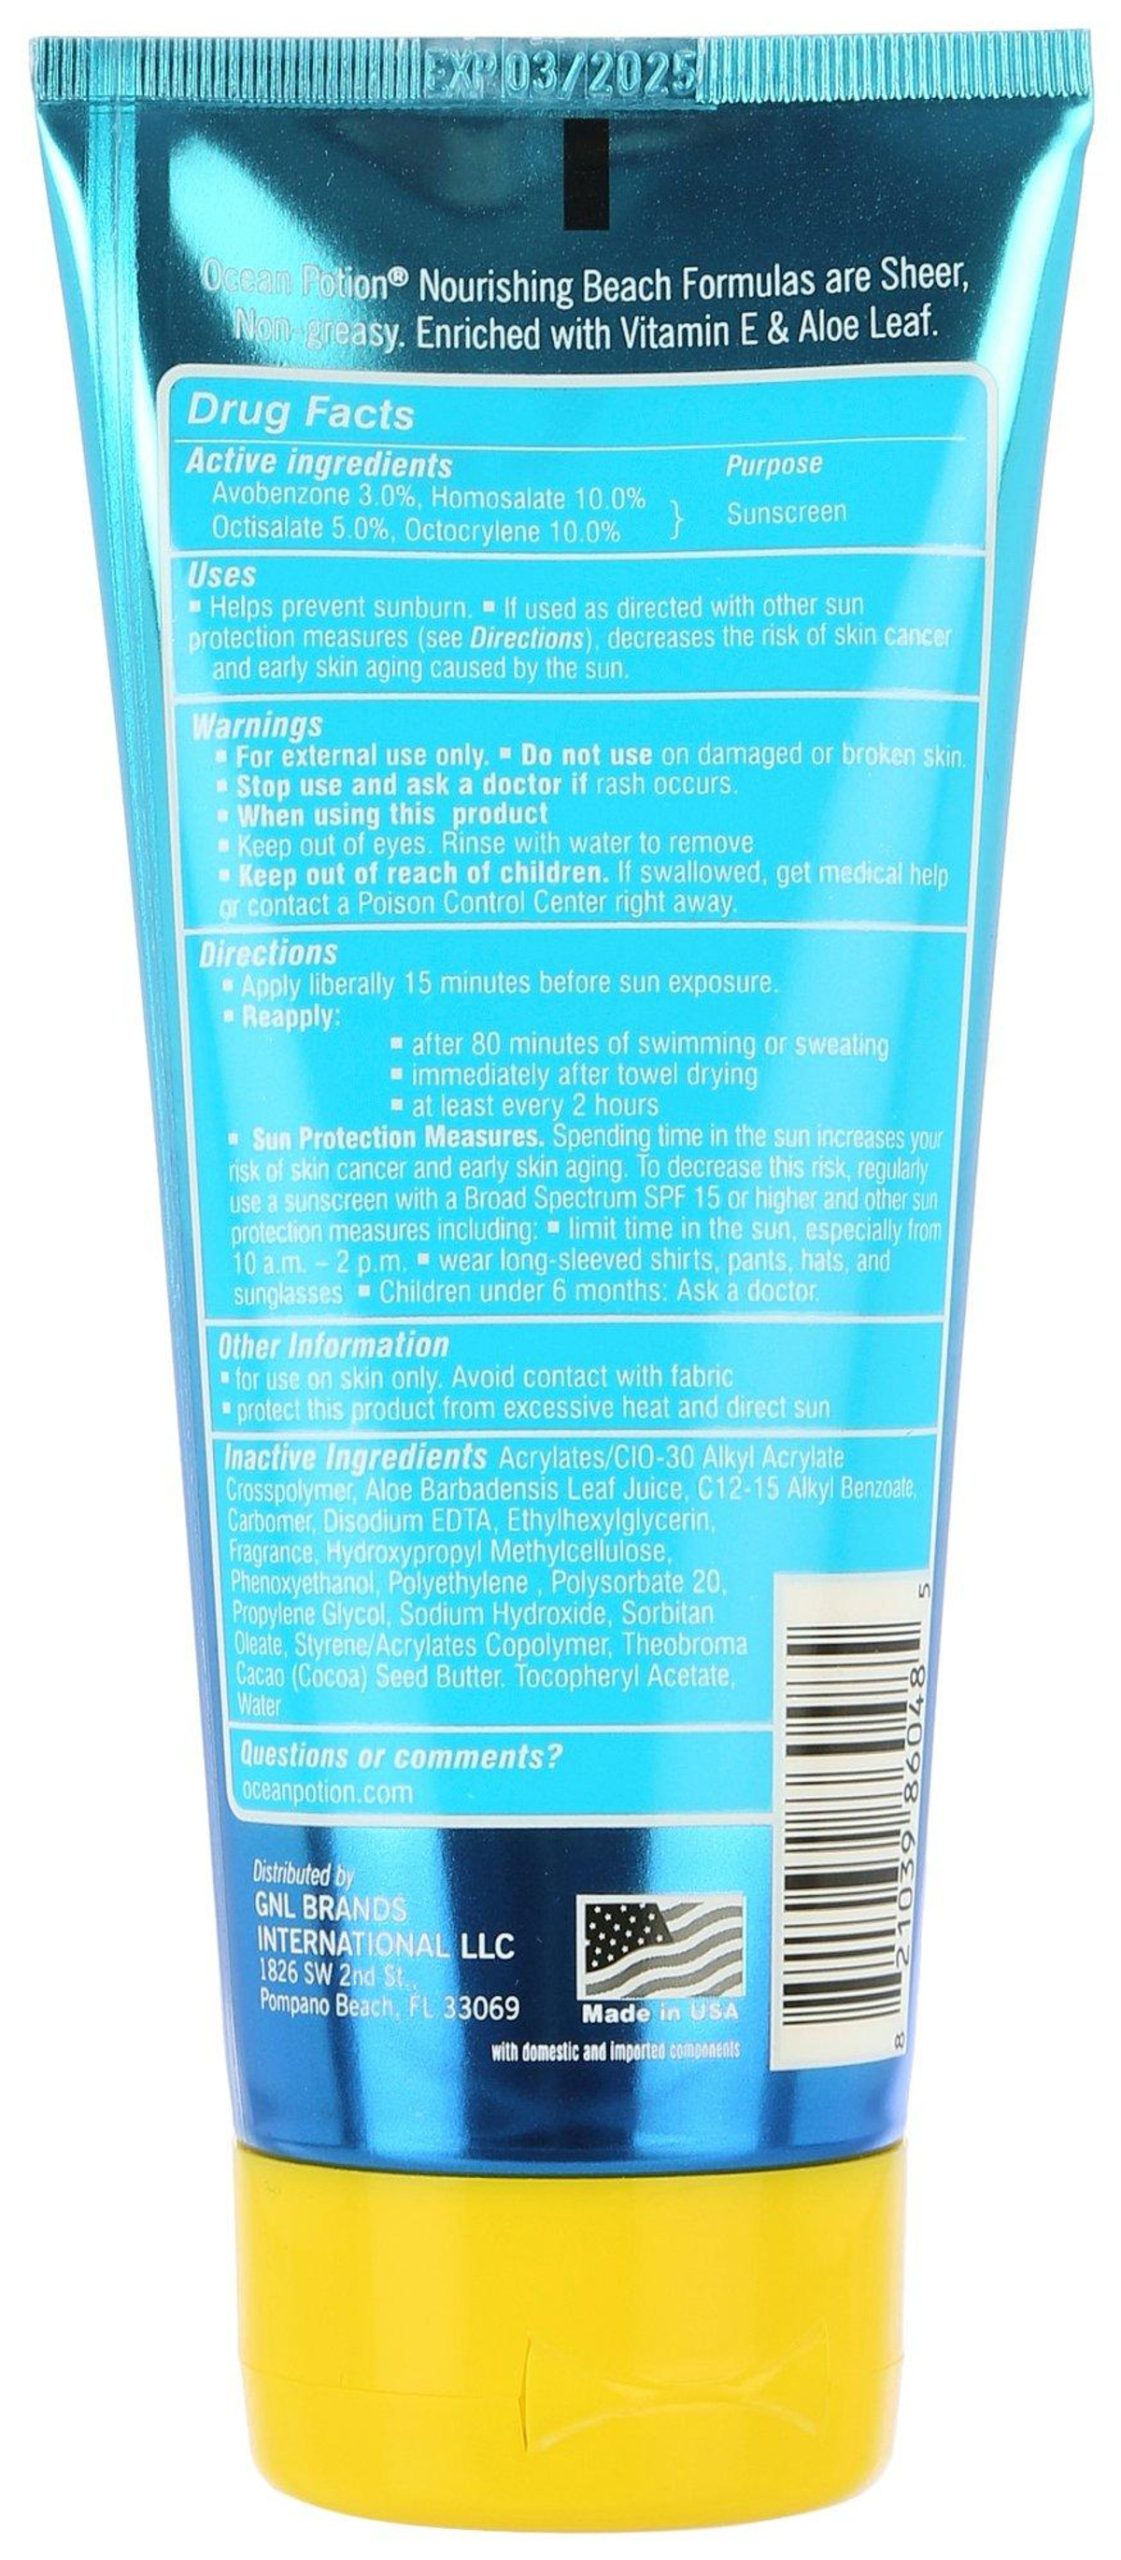 EXP 03/2025
Ocean Potion® Nourishing Beach Formulas are Sheer,
Non-greasy. Enriched with Vitamin E & Aloe Leaf.
Drug Facts
Active ingredients Purpose
Avobenzone 3.0%, Homosalate 10.0%
Octisalate 5.0%, Octocrylene 10.0% } Sunscreen
Uses
▪ Helps prevent sunburn. ▪ If used as directed with other sun
protection measures (see Directions), decreases the risk of skin cancer
and early skin aging caused by the sun.
Warnings
▪ For external use only. ▪ Do not use on damaged or broken skin.
▪ Stop use and ask a doctor if rash occurs.
▪ When using this product
▪ Keep out of eyes. Rinse with water to remove
▪ Keep out of reach of children. If swallowed, get medical help
or contact a Poison Control Center right away.
Directions
▪ Apply liberally 15 minutes before sun exposure.
▪ Reapply:
▪ after 80 minutes of swimming or sweating
▪ immediately after towel drying
▪ at least every 2 hours
▪ Sun Protection Measures. Spending time in the sun increases your
risk of skin cancer and early skin aging. To decrease this risk, regularly
use a sunscreen with a Broad Spectrum SPF 15 or higher and other sun
protection measures including: ▪ limit time in the sun, especially from
10 a.m. – 2 p.m. ▪ wear long-sleeved shirts, pants, hats, and
sunglasses ▪ Children under 6 months: Ask a doctor.
Other Information
▪ for use on skin only. Avoid contact with fabric
▪ protect this product from excessive heat and direct sun
Inactive Ingredients Acrylates/C10-30 Alkyl Acrylate
Crosspolymer, Aloe Barbadensis Leaf Juice, C12-15 Alkyl Benzoate,
Carbomer, Disodium EDTA, Ethylhexylglycerin,
Fragrance, Hydroxypropyl Methylcellulose,
Phenoxyethanol, Polyethylene , Polysorbate 20,
Propylene Glycol, Sodium Hydroxide, Sorbitan
Oleate, Styrene/Acrylates Copolymer, Theobroma
Cacao (Cocoa) Seed Butter. Tocopheryl Acetate,
Water
Questions or comments?
oceanpotion.com
8 21039 86048 5
Distributed by
GNL BRANDS
INTERNATIONAL LLC
1826 SW 2nd St.,
Pompano Beach, FL 33069
Made in USA
with domestic and imported components